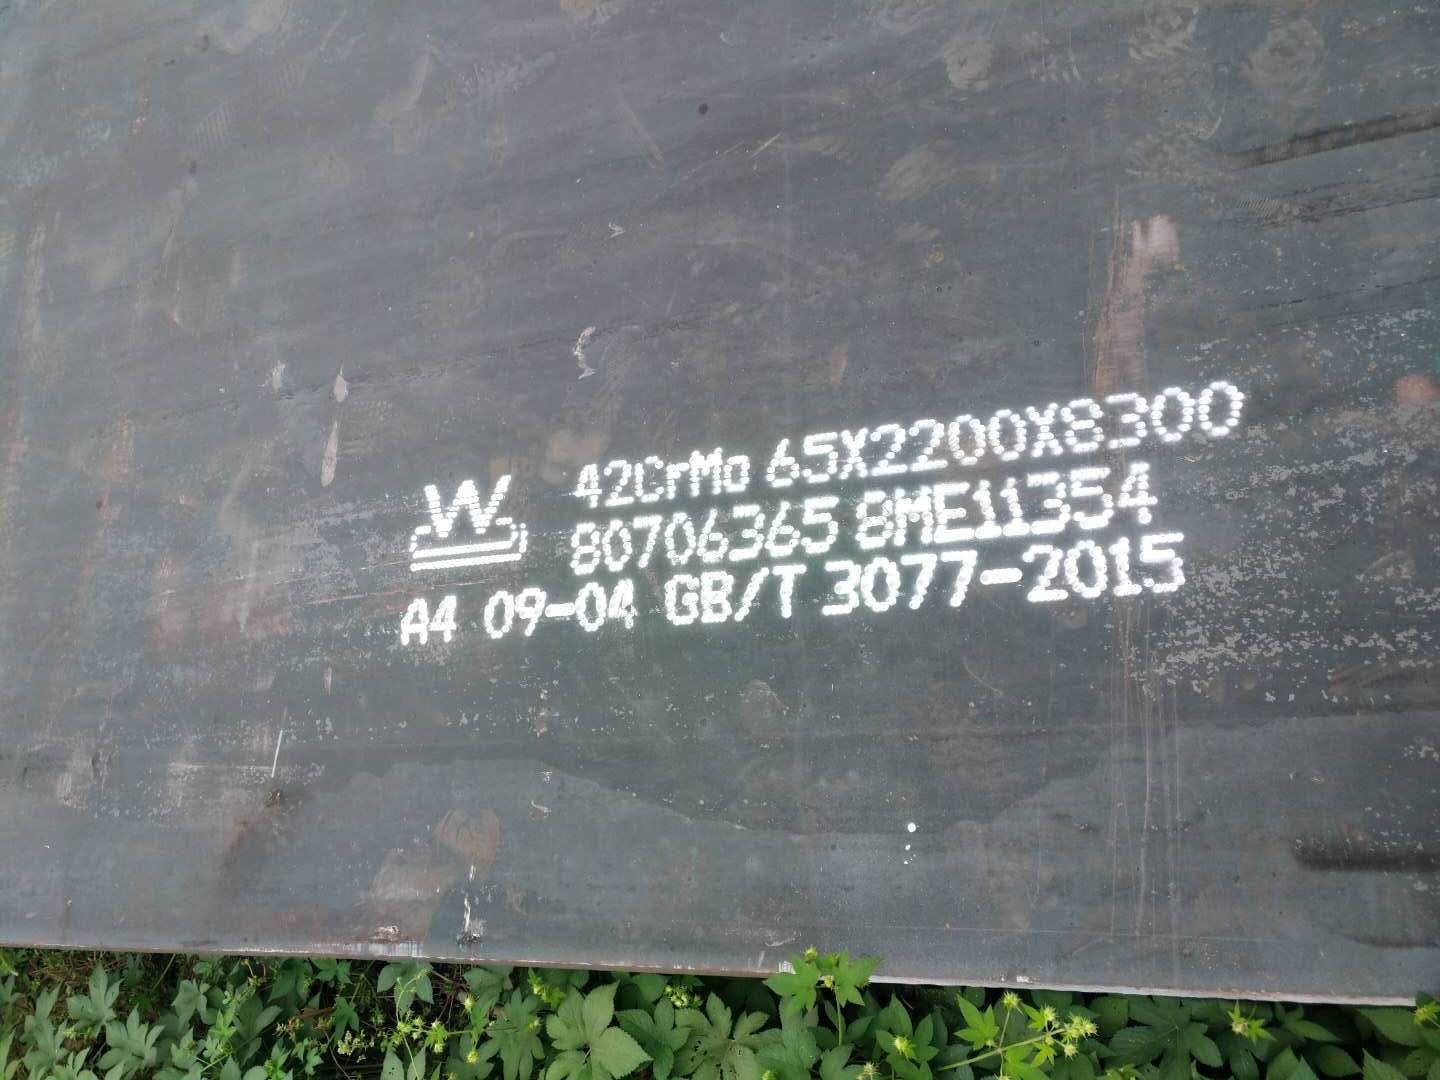 W 42CrMo 65X2200X8300
80706365 8ME11354
A4 09-04 GB/T 3077-2015